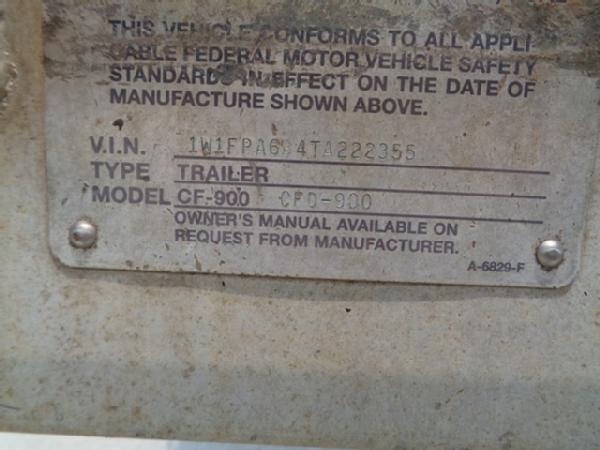 THIS VEHICLE CONFORMS TO ALL APPLI-
CABLE FEDERAL MOTOR VEHICLE SAFETY
STANDARDS IN EFFECT ON THE DATE OF
MANUFACTURE SHOWN ABOVE.
V.I.N.
TYPE TRAILER
MODEL CF-900 CFD-900
OWNER'S MANUAL AVAILABLE ON
REQUEST FROM MANUFACTURER.
A-6829-F